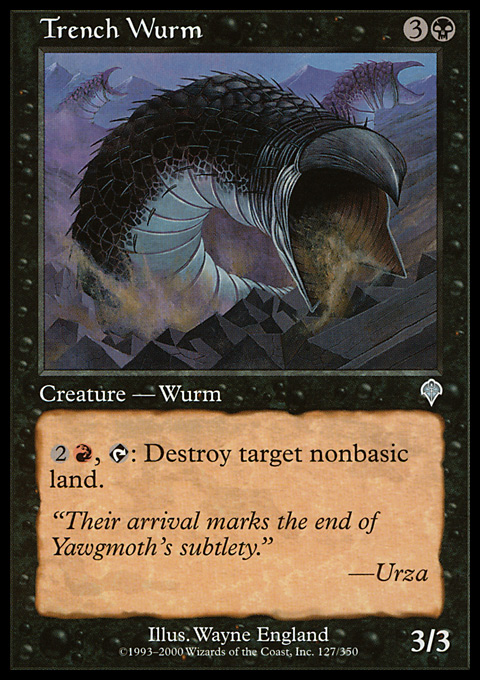 Trench Wurm 3
Creature — Wurm
2, : Destroy target nonbasic
land.
“Their arrival marks the end of
Yawgmoth’s subtlety.”
—Urza
Illus. Wayne England
©1993–2000 Wizards of the Coast, Inc. 127/350
3/3